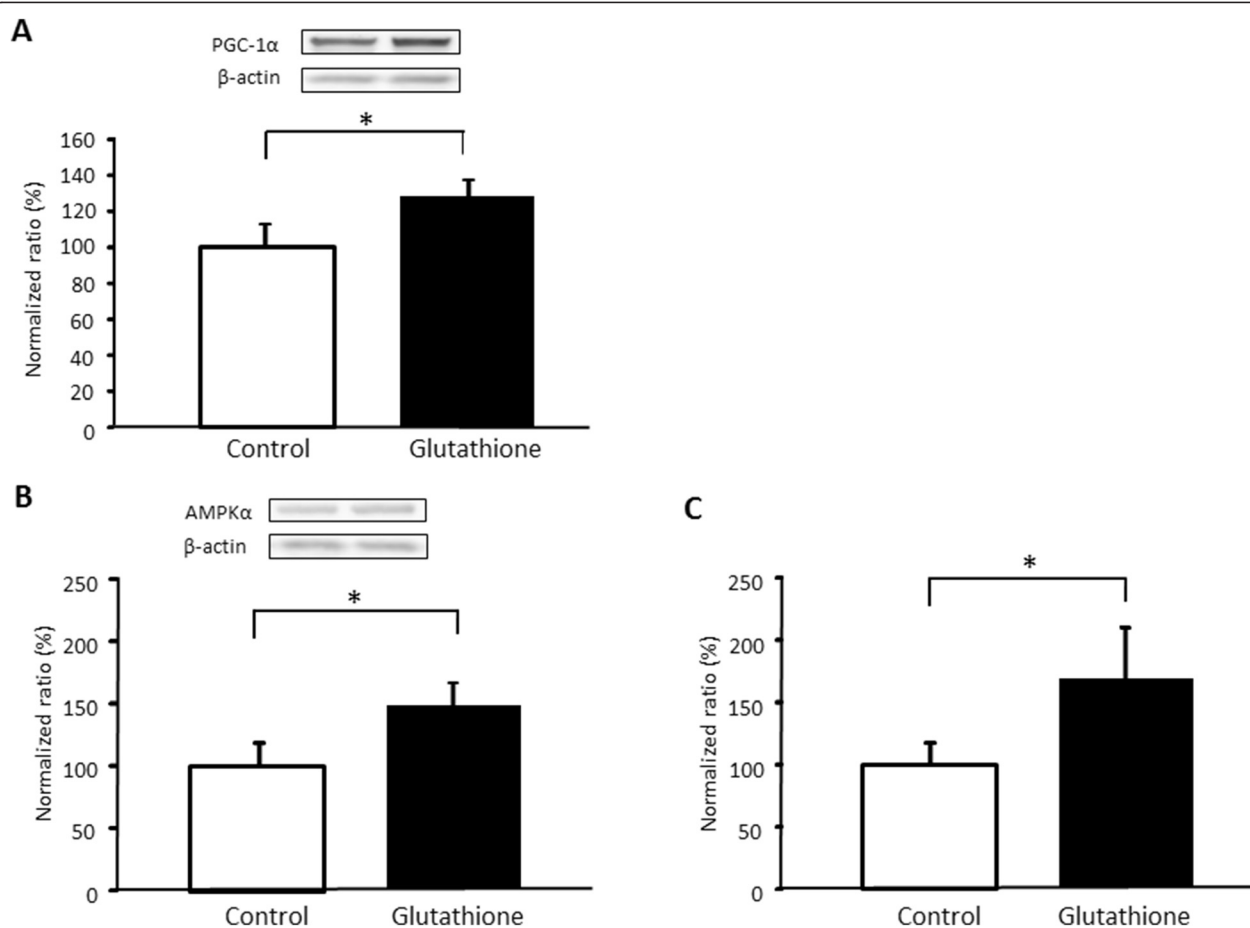 A
PGC-1α
β-actin
*
160
140
120
100
80
60
40
20
0
Normalized ratio (%)
Control Glutathione
B
AMPKα
β-actin
*
250
200
150
100
50
0
Normalized ratio (%)
Control Glutathione
C
*
250
200
150
100
50
0
Normalized ratio (%)
Control Glutathione